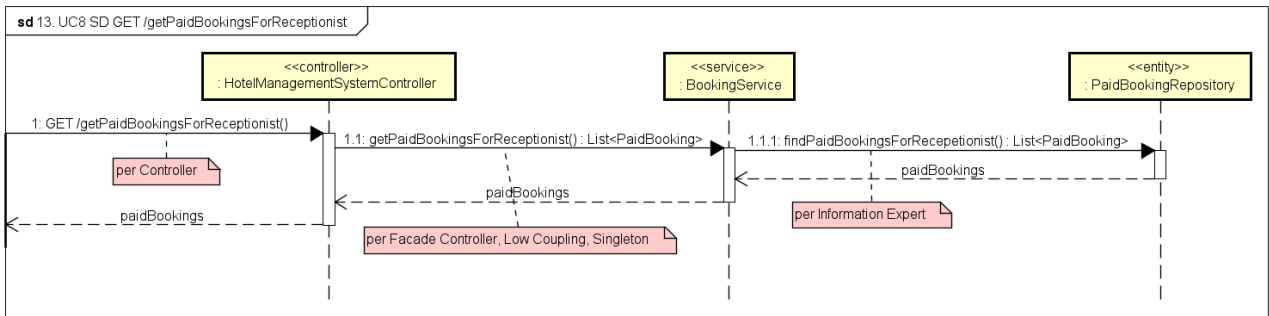 sd 13. UC8 SD GET /getPaidBookingsForReceptionist
<<controller>>
: HotelManagementSystemController
<<service>>
: BookingService
<<entity>>
: PaidBookingRepository
1: GET /getPaidBookingsForReceptionist()
1.1: getPaidBookingsForReceptionist() : List<PaidBooking>
1.1.1: findPaidBookingsForRecepetionist() : List<PaidBooking>
per Controller
paidBookings
paidBookings
paidBookings
per Information Expert
per Facade Controller, Low Coupling, Singleton